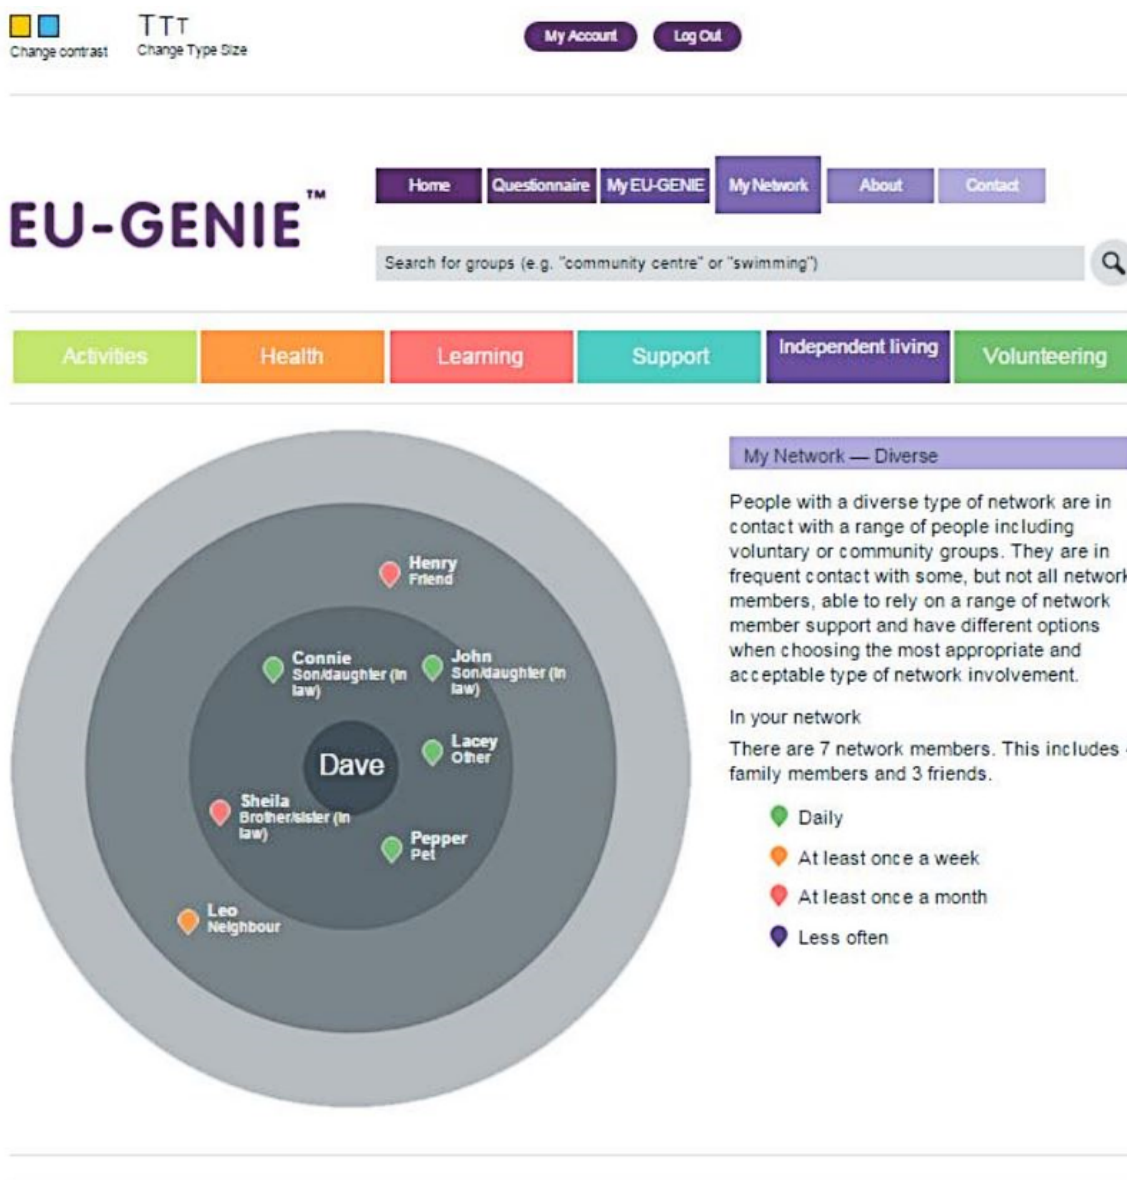 Change contrast
TTT
Change Type Size
My Account
Log Out
EU-GENIE™
Home
Questionnaire
My EU-GENIE
My Network
About
Contact
Search for groups (e.g. "community centre" or "swimming")
Activities
Health
Learning
Support
Independent living
Volunteering
Henry
Friend
Connie
Son/daughter (in
law)
John
Son/daughter (in
law)
Lacey
Other
Dave
Sheila
Brother/sister (in
law)
Pepper
Pet
Leo
Neighbour
My Network — Diverse
People with a diverse type of network are in
contact with a range of people including
voluntary or community groups. They are in
frequent contact with some, but not all network
members, able to rely on a range of network
member support and have different options
when choosing the most appropriate and
acceptable type of network involvement.
In your network
There are 7 network members. This includes
family members and 3 friends.
Daily
At least once a week
At least once a month
Less often